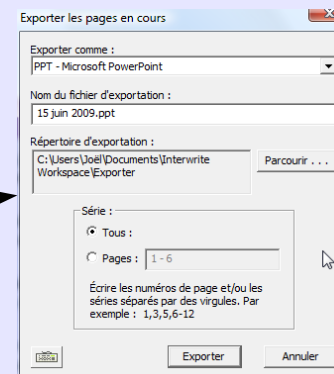 Exporter les pages en cours
Exporter comme :
PPT - Microsoft PowerPoint
Nom du fichier d'exportation :
15 juin 2009.ppt
Répertoire d'exportation :
C:\Users\Joël\Documents\Interwrite
Workspace\Exporter
Parcourir . . .
Série :
Tous :
Pages :
1 - 6
Écrire les numéros de page et/ou les
séries séparés par des virgules. Par
exemple : 1,3,5,6-12
Exporter
Annuler